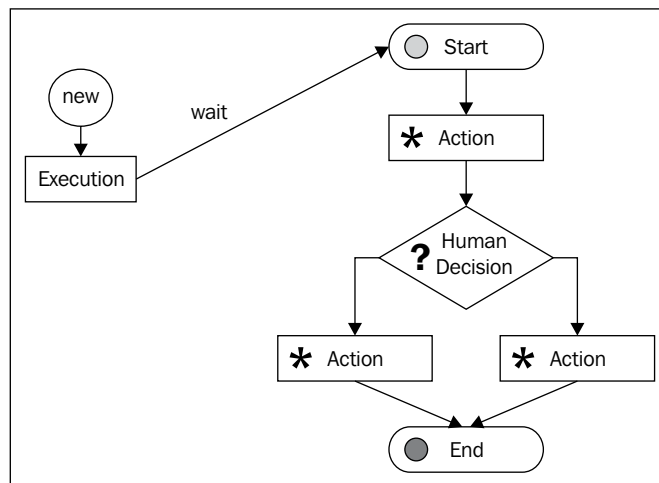 Start
new
wait
* Action
Execution
? Human
Decision
* Action
* Action
End